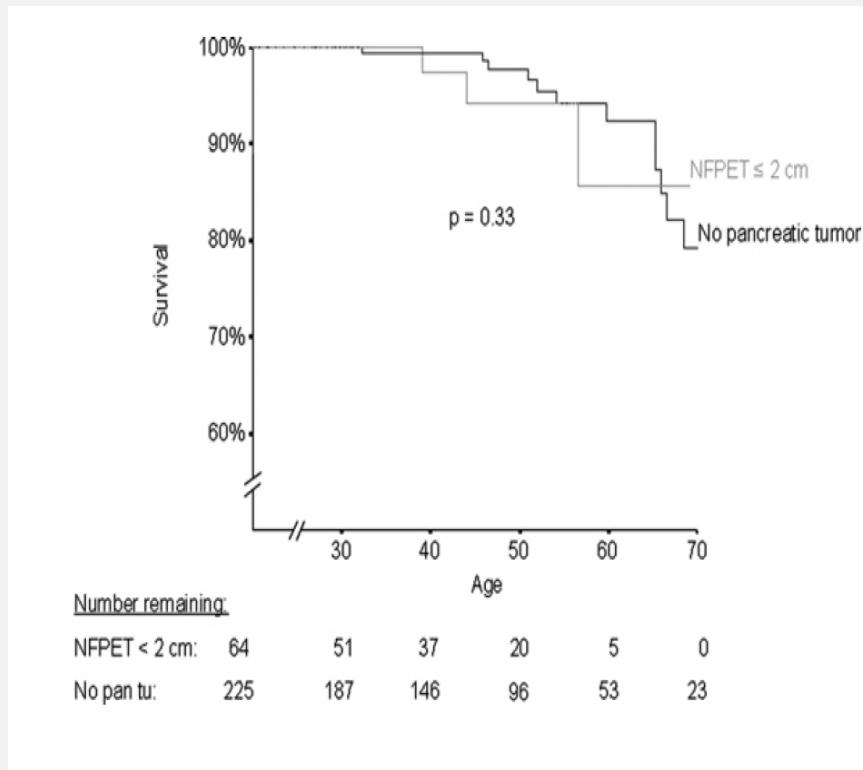 100%
90%
NFPET ≤ 2 cm
p = 0.33
80%
No pancreatic tumor
Survival
70%
60%
30 40 50 60 70
Age
Number remaining:
NFPET < 2 cm: 64 51 37 20 5 0
No pan tu: 225 187 146 96 53 23